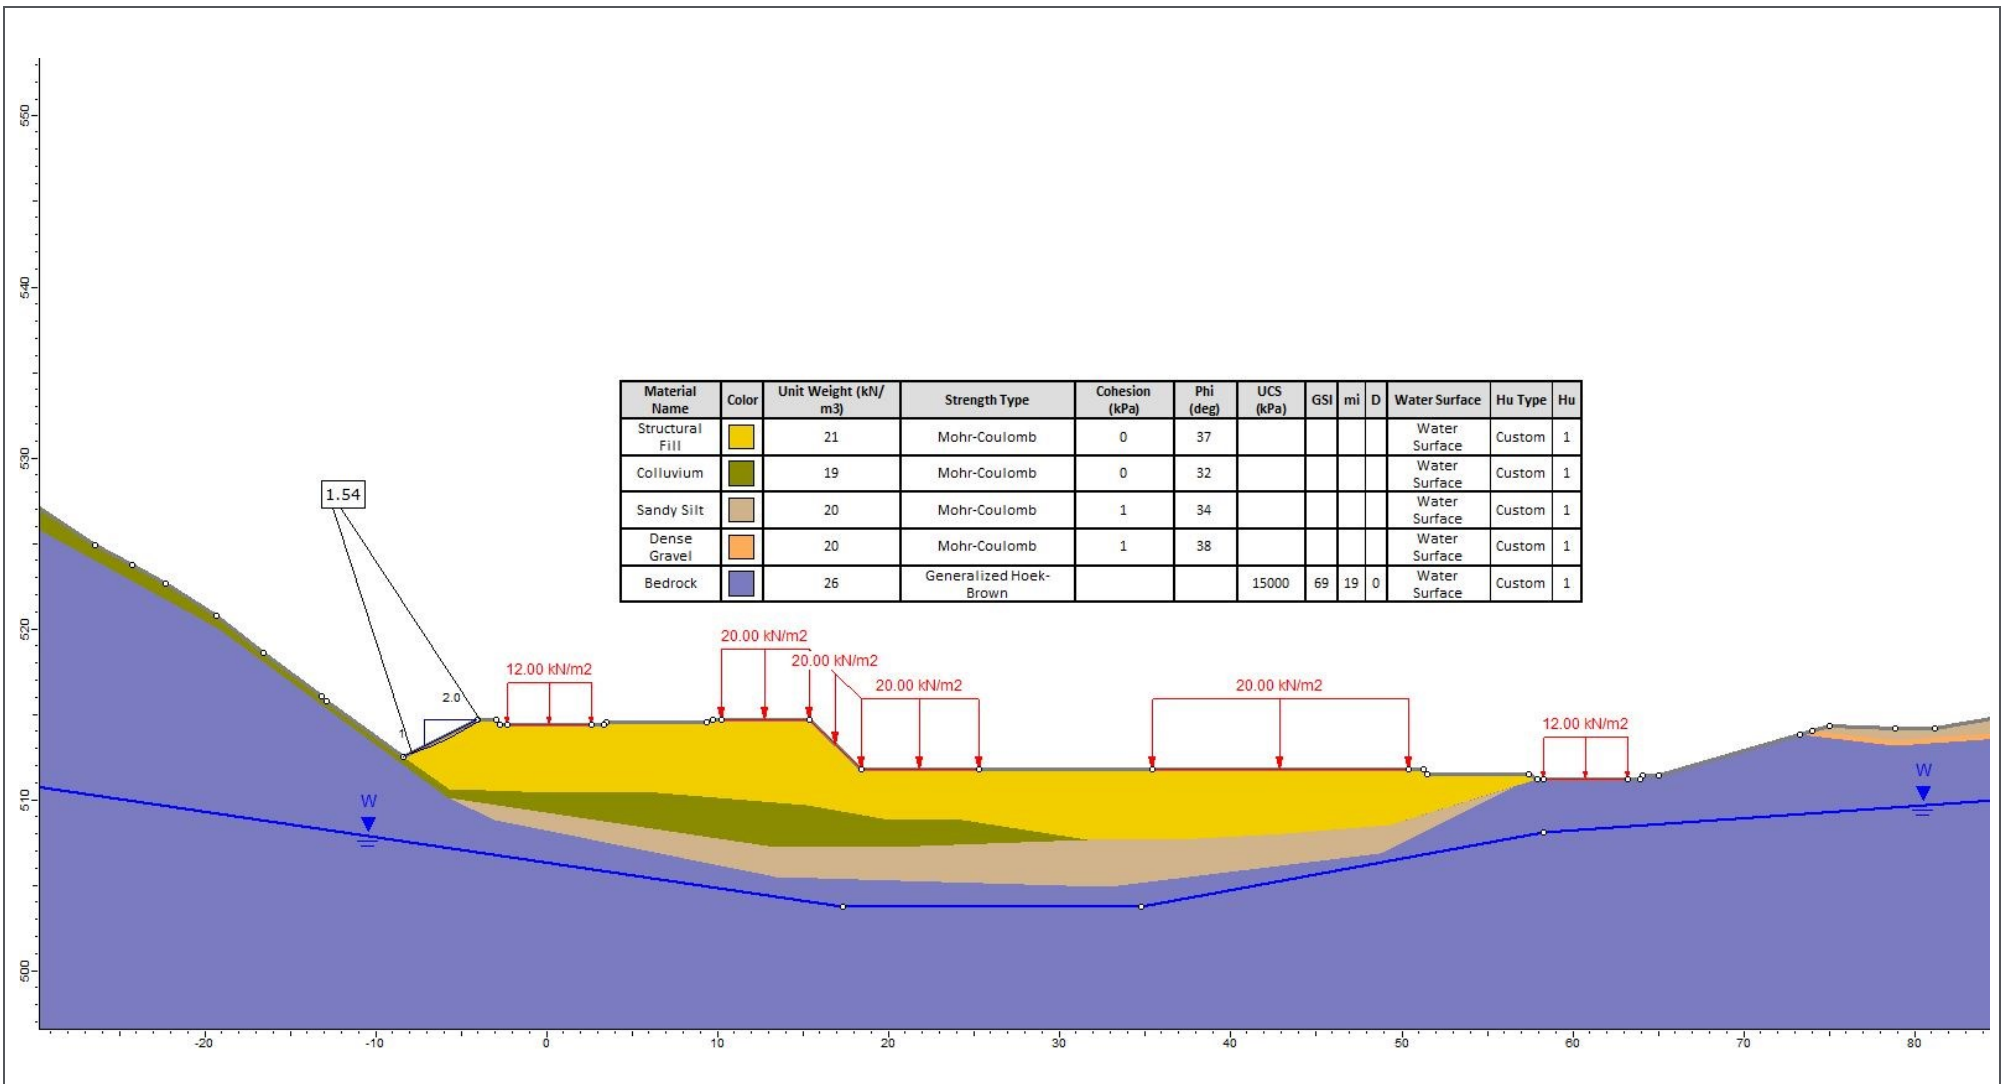 550
540
530
520
510
500
Material Name Color Unit Weight (kN/ m3) Strength Type Cohesion (kPa) Phi (deg) UCS (kPa) GSI mi D Water Surface Hu Type Hu
Structural Fill 21 Mohr-Coulomb 0 37 Water Surface Custom 1
Colluvium 19 Mohr-Coulomb 0 32 Water Surface Custom 1
Sandy Silt 20 Mohr-Coulomb 1 34 Water Surface Custom 1
Dense Gravel 20 Mohr-Coulomb 1 38 Water Surface Custom 1
Bedrock 26 Generalized Hoek-Brown 15000 69 19 0 Water Surface Custom 1
1.54
20.00 kN/m2
20.00 kN/m2
12.00 kN/m2
20.00 kN/m2
20.00 kN/m2
2.0
12.00 kN/m2
1
W
W
-20 -10 0 10 20 30 40 50 60 70 80